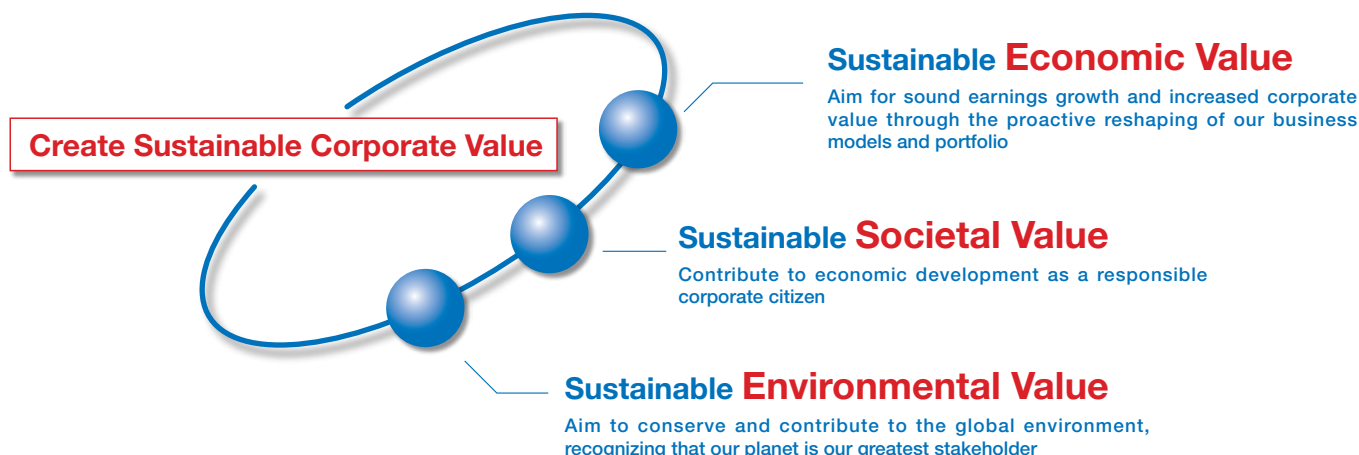 Create Sustainable Corporate Value
Sustainable Economic Value
Aim for sound earnings growth and increased corporate
value through the proactive reshaping of our business
models and portfolio
Sustainable Societal Value
Contribute to economic development as a responsible
corporate citizen
Sustainable Environmental Value
Aim to conserve and contribute to the global environment,
recognizing that our planet is our greatest stakeholder